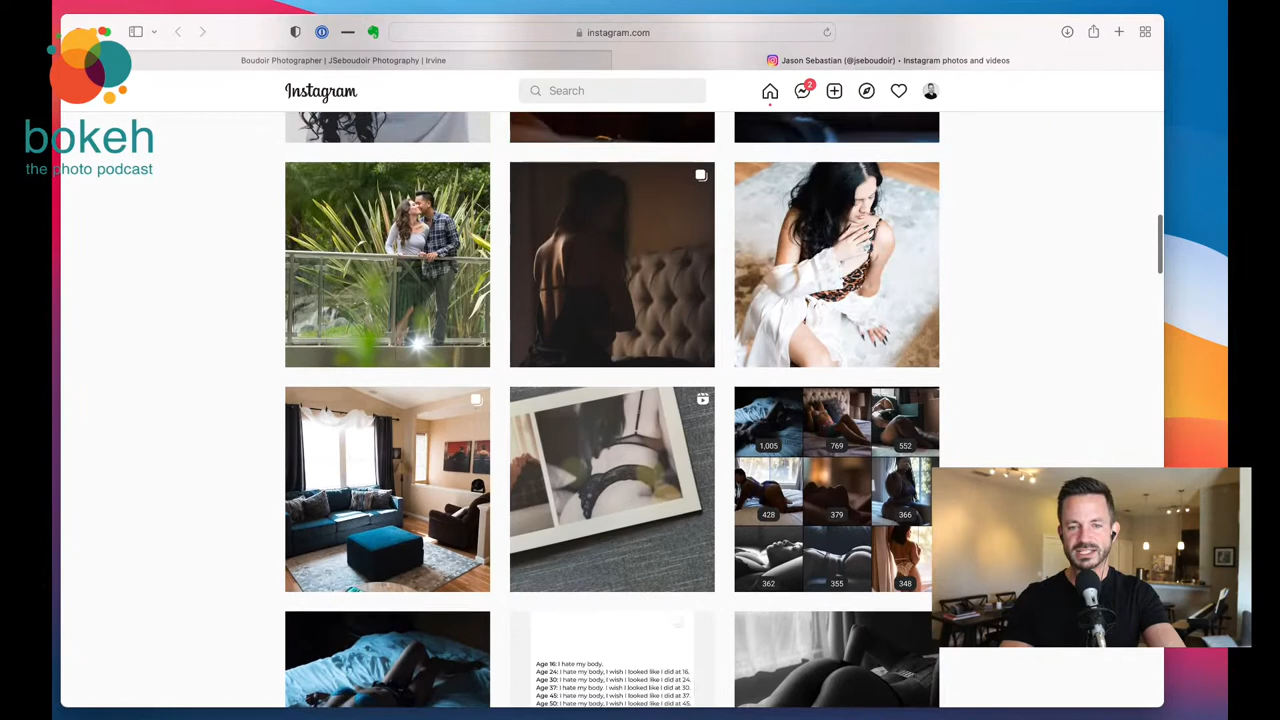 bokeh
the photo podcast
instagram.com
Boudoir Photographer | JSeboudoir Photography | Irvine
Jason Sebastian (@jseboudoir) • Instagram photos and videos
Instagram
Search
2
1,005
769
552
428
379
366
362
355
348
Age 16: I hate my body.
Age 24: I hate my body, I wish I looked like I did at 16.
Age 30: I hate my body, I wish I looked like I did at 24.
Age 37: I hate my body. I wish I looked like I did at 30.
Age 45: I hate my body, I wish I looked like I did at 37.
Age 50: I hate my body, I wish I looked like I did at 45.